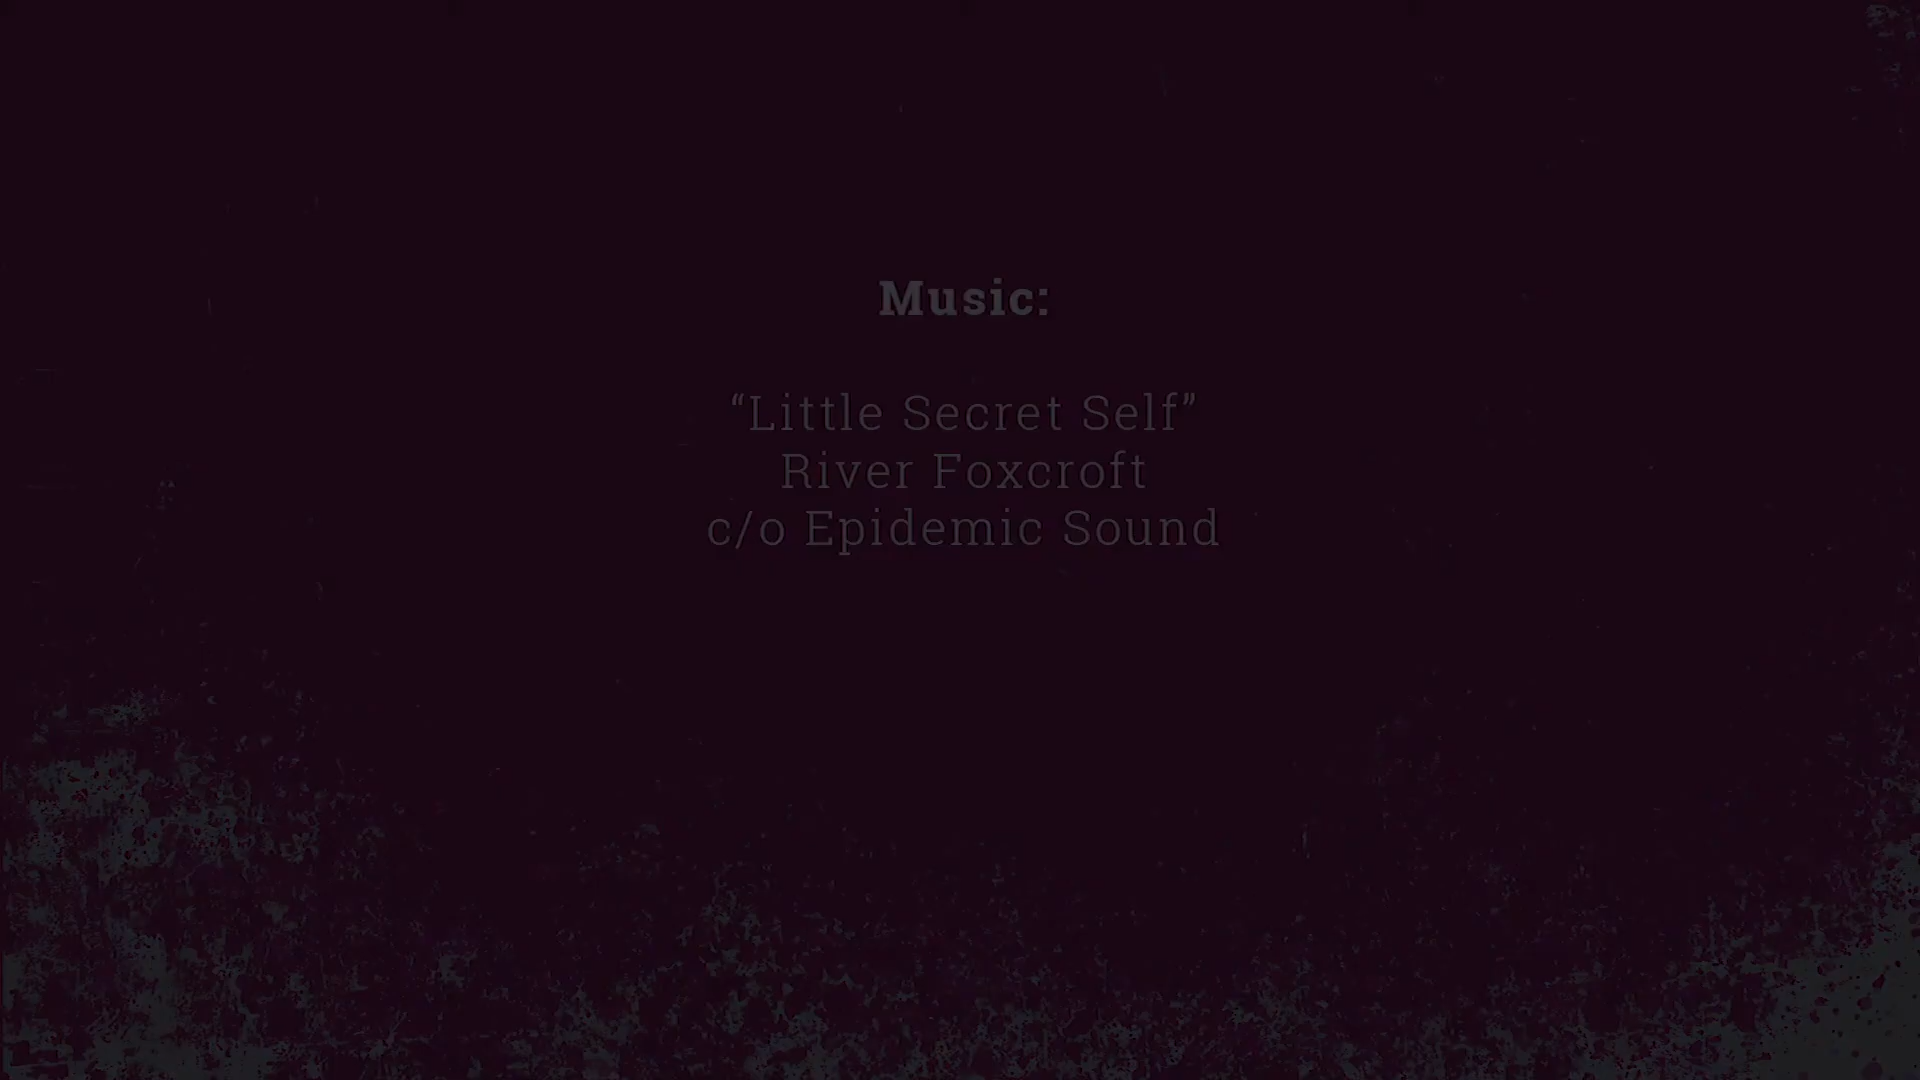 Music:
“Little Secret Self”
River Foxcroft
c/o Epidemic Sound